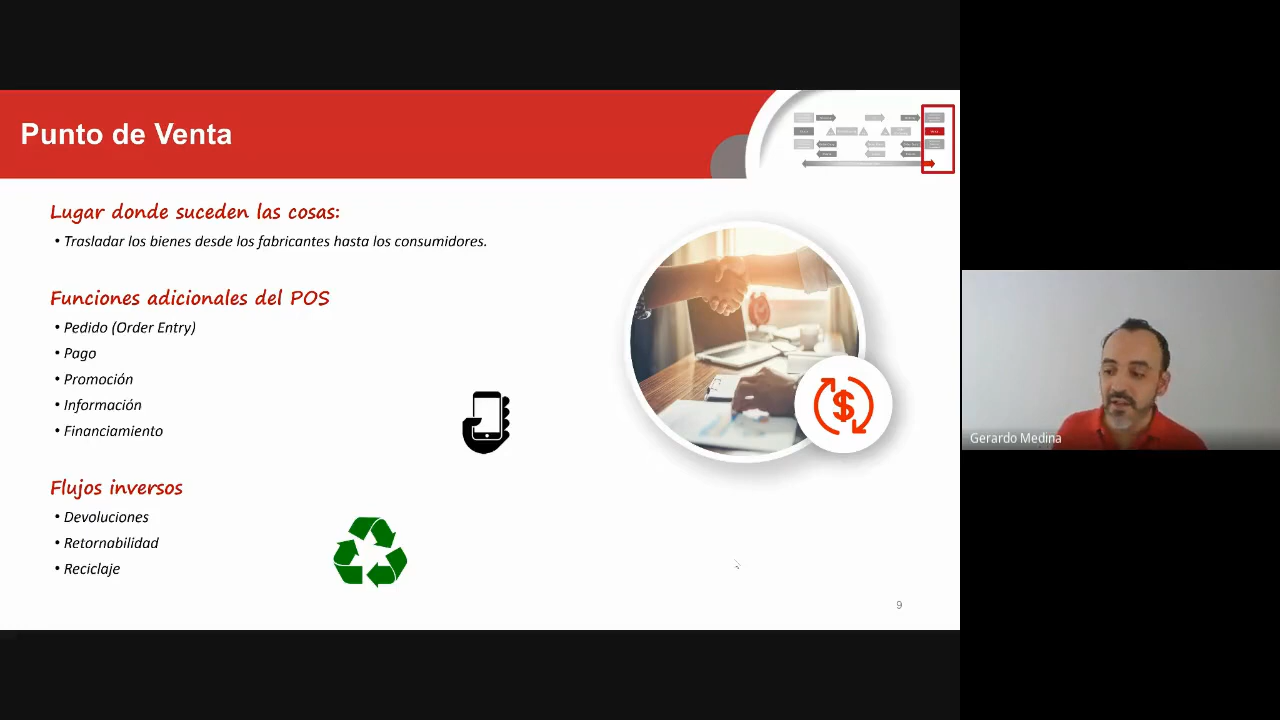 Punto de Venta
Lugar donde suceden las cosas:
• Trasladar los bienes desde los fabricantes hasta los consumidores.
Funciones adicionales del POS
• Pedido (Order Entry)
• Pago
• Promoción
• Información
• Financiamiento
Flujos inversos
• Devoluciones
• Retornabilidad
• Reciclaje
$
9
Gerardo Medina